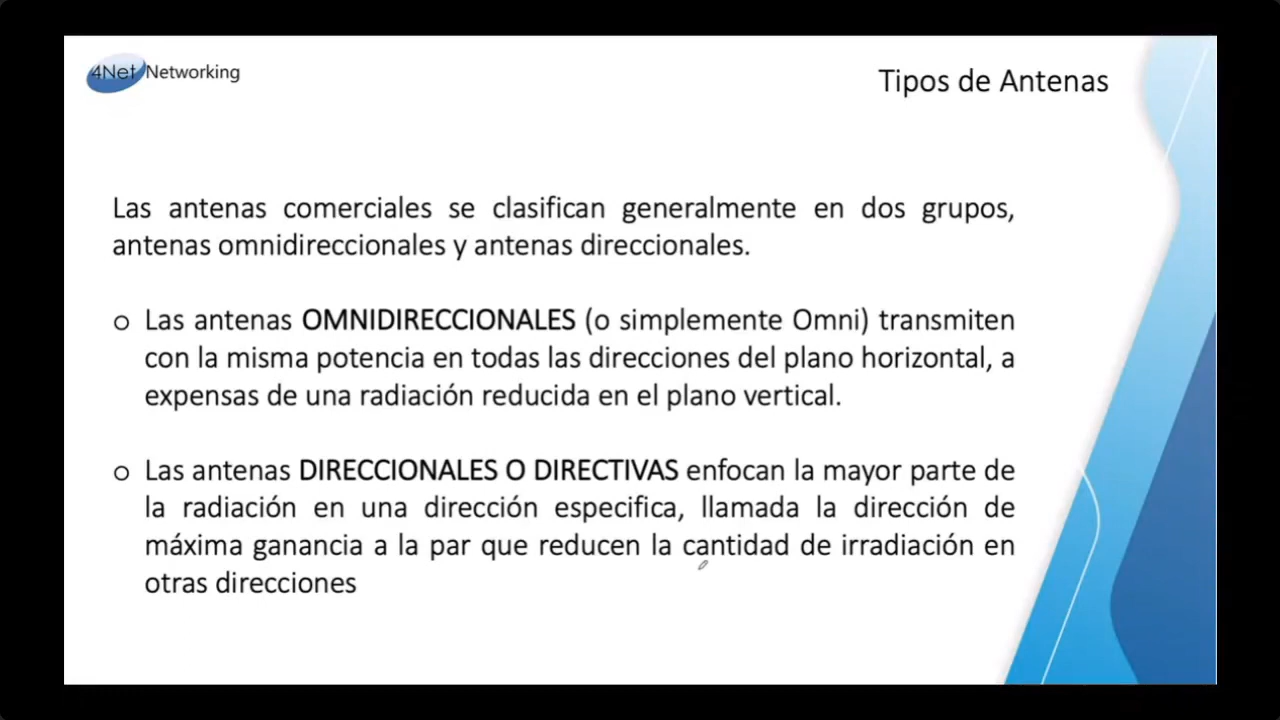 4Net Networking
Tipos de Antenas
Las antenas comerciales se clasifican generalmente en dos grupos,
antenas omnidireccionales y antenas direccionales.
o Las antenas OMNIDIRECCIONALES (o simplemente Omni) transmiten
con la misma potencia en todas las direcciones del plano horizontal, a
expensas de una radiación reducida en el plano vertical.
o Las antenas DIRECCIONALES O DIRECTIVAS enfocan la mayor parte de
la radiación en una dirección especifica, llamada la dirección de
máxima ganancia a la par que reducen la cantidad de irradiación en
otras direcciones